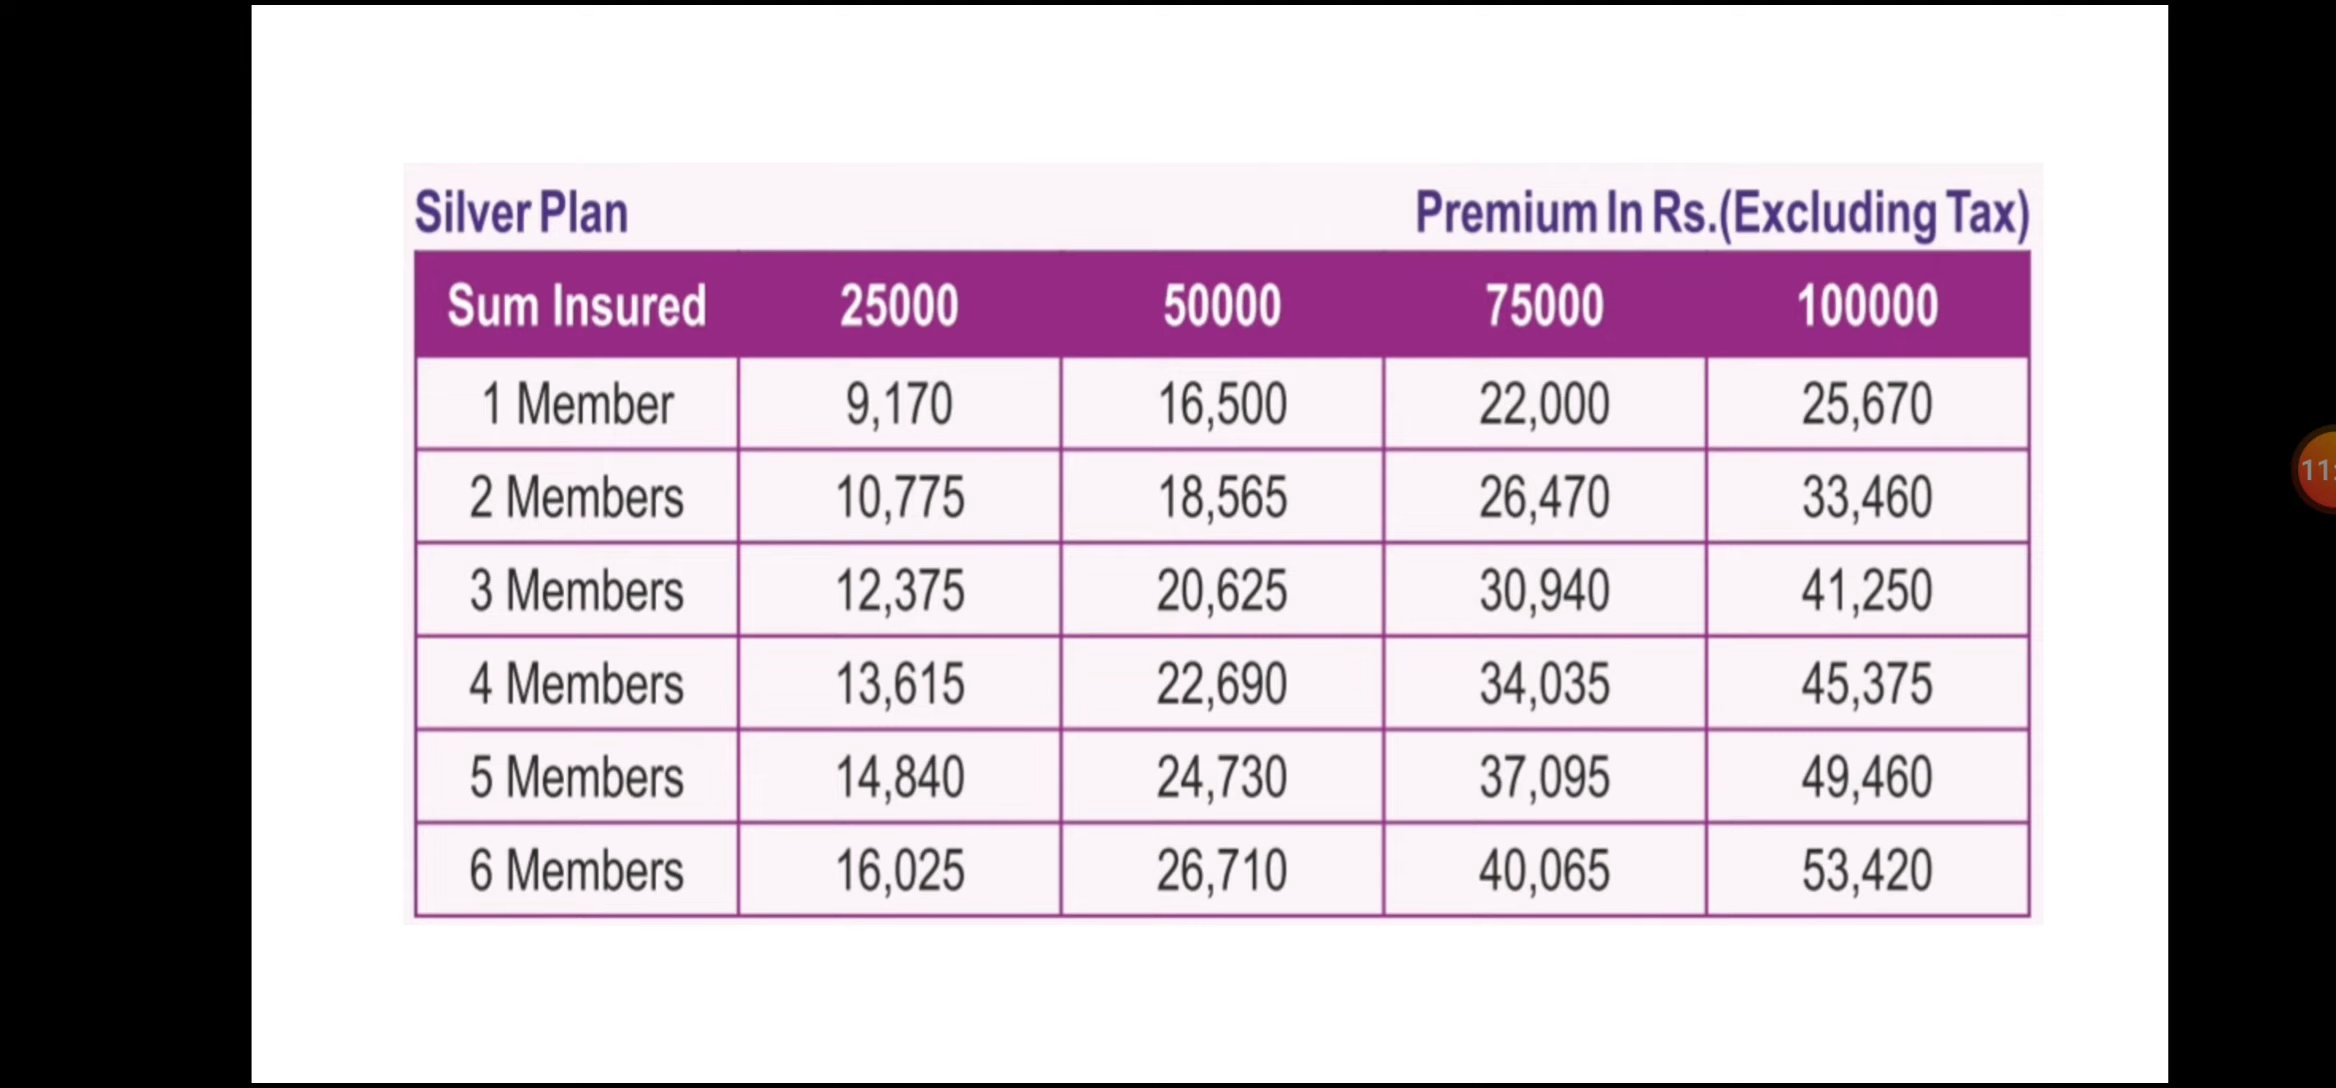 Silver Plan Premium In Rs.(Excluding Tax)
Sum Insured 25000 50000 75000 100000
1 Member 9,170 16,500 22,000 25,670
2 Members 10,775 18,565 26,470 33,460
3 Members 12,375 20,625 30,940 41,250
4 Members 13,615 22,690 34,035 45,375
5 Members 14,840 24,730 37,095 49,460
6 Members 16,025 26,710 40,065 53,420